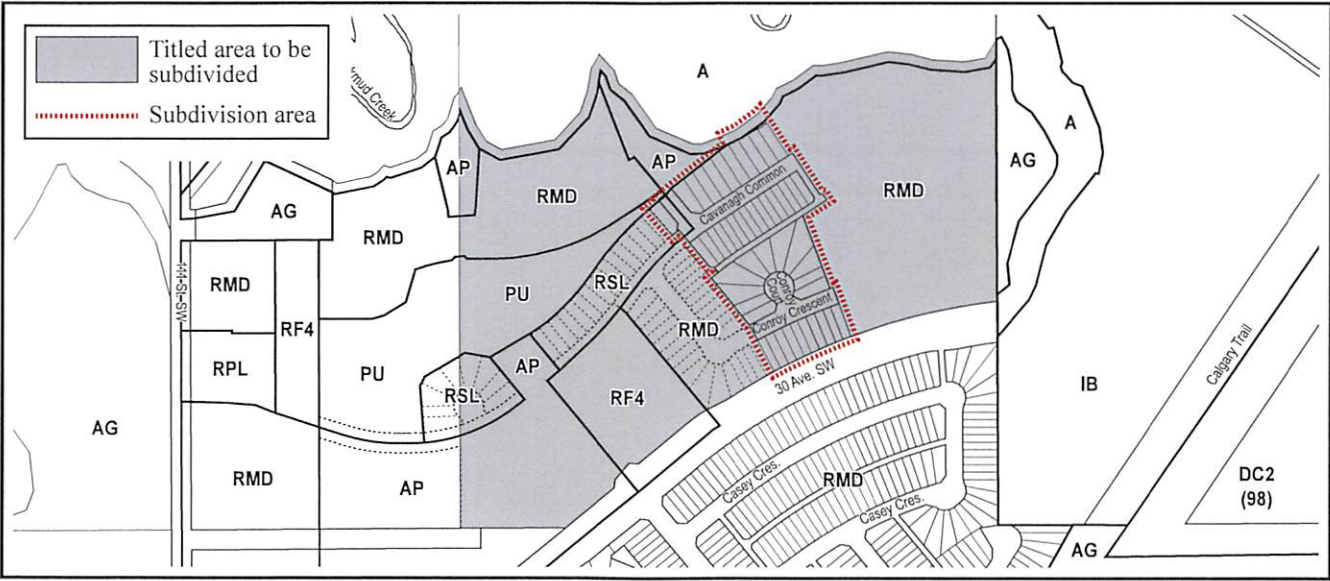 Titled area to be
subdivided
Subdivision area
Creek
A
A
AG
AP
AP
RMD
RMD
AG
RMD
RMD
PU
RSL
RF4
RPL
PU
RSL
AP
RMD
RF4
Cavanagh Common
Conroy
Court
Conroy Crescent
30 Ave. SW
AG
RMD
AP
Casey Cres.
RMD
Casey Cres.
IB
Calgary Trail
DC2
(98)
AG